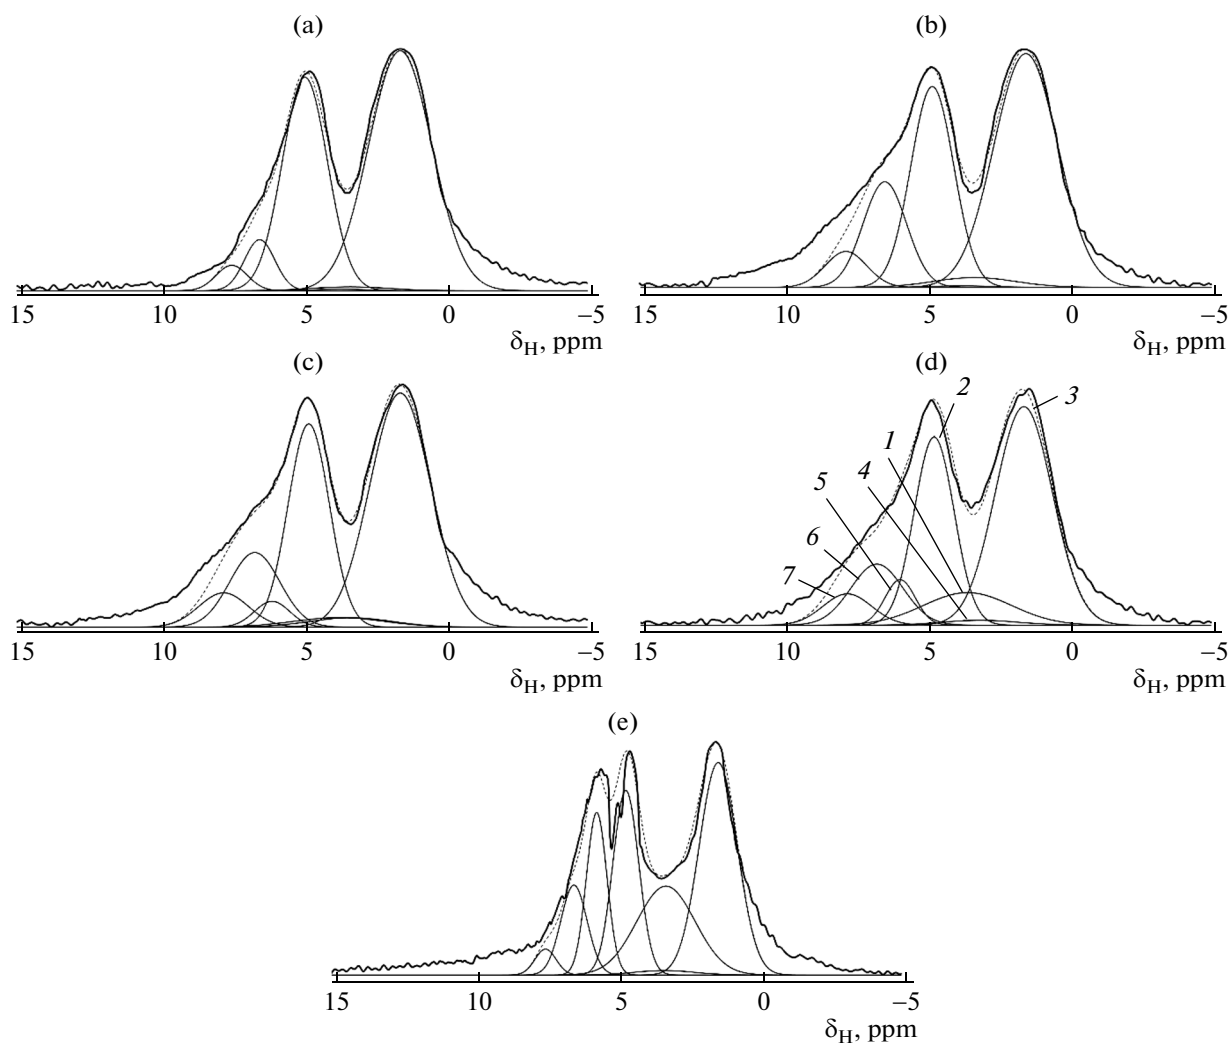 (a) (b)
15 10 5 0 –5 15 10 5 0 –5
δH, ppm δH, ppm
(c) (d)
2 3
1
4
5
6
7
15 10 5 0 –5 15 10 5 0 –5
δH, ppm δH, ppm
(e)
15 10 5 0 –5
δH, ppm